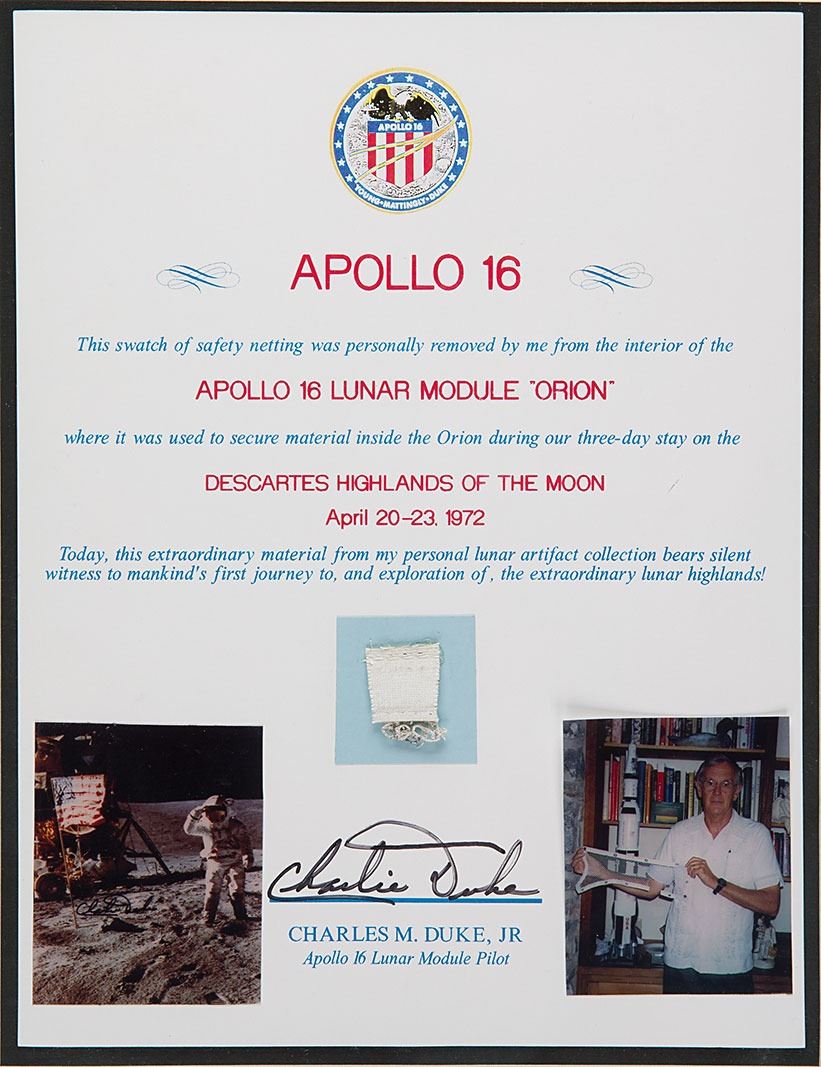 APOLLO 16
YOUNG • MATTINGLY • DUKE
APOLLO 16
This swatch of safety netting was personally removed by me from the interior of the
APOLLO 16 LUNAR MODULE "ORION"
where it was used to secure material inside the Orion during our three-day stay on the
DESCARTES HIGHLANDS OF THE MOON
April 20-23, 1972
Today, this extraordinary material from my personal lunar artifact collection bears silent
witness to mankind's first journey to, and exploration of, the extraordinary lunar highlands!
Charlie Duke
Charlie Duke
CHARLES M. DUKE, JR
Apollo 16 Lunar Module Pilot